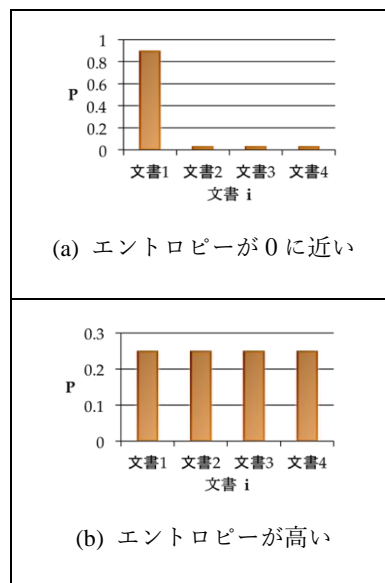 1
0.8
P 0.6
0.4
0.2
0
文書1 文書2 文書3 文書4
文書 i
(a) エントロピーが 0 に近い
0.3
0.2
P
0.1
0
文書1 文書2 文書3 文書4
文書 i
(b) エントロピーが高い